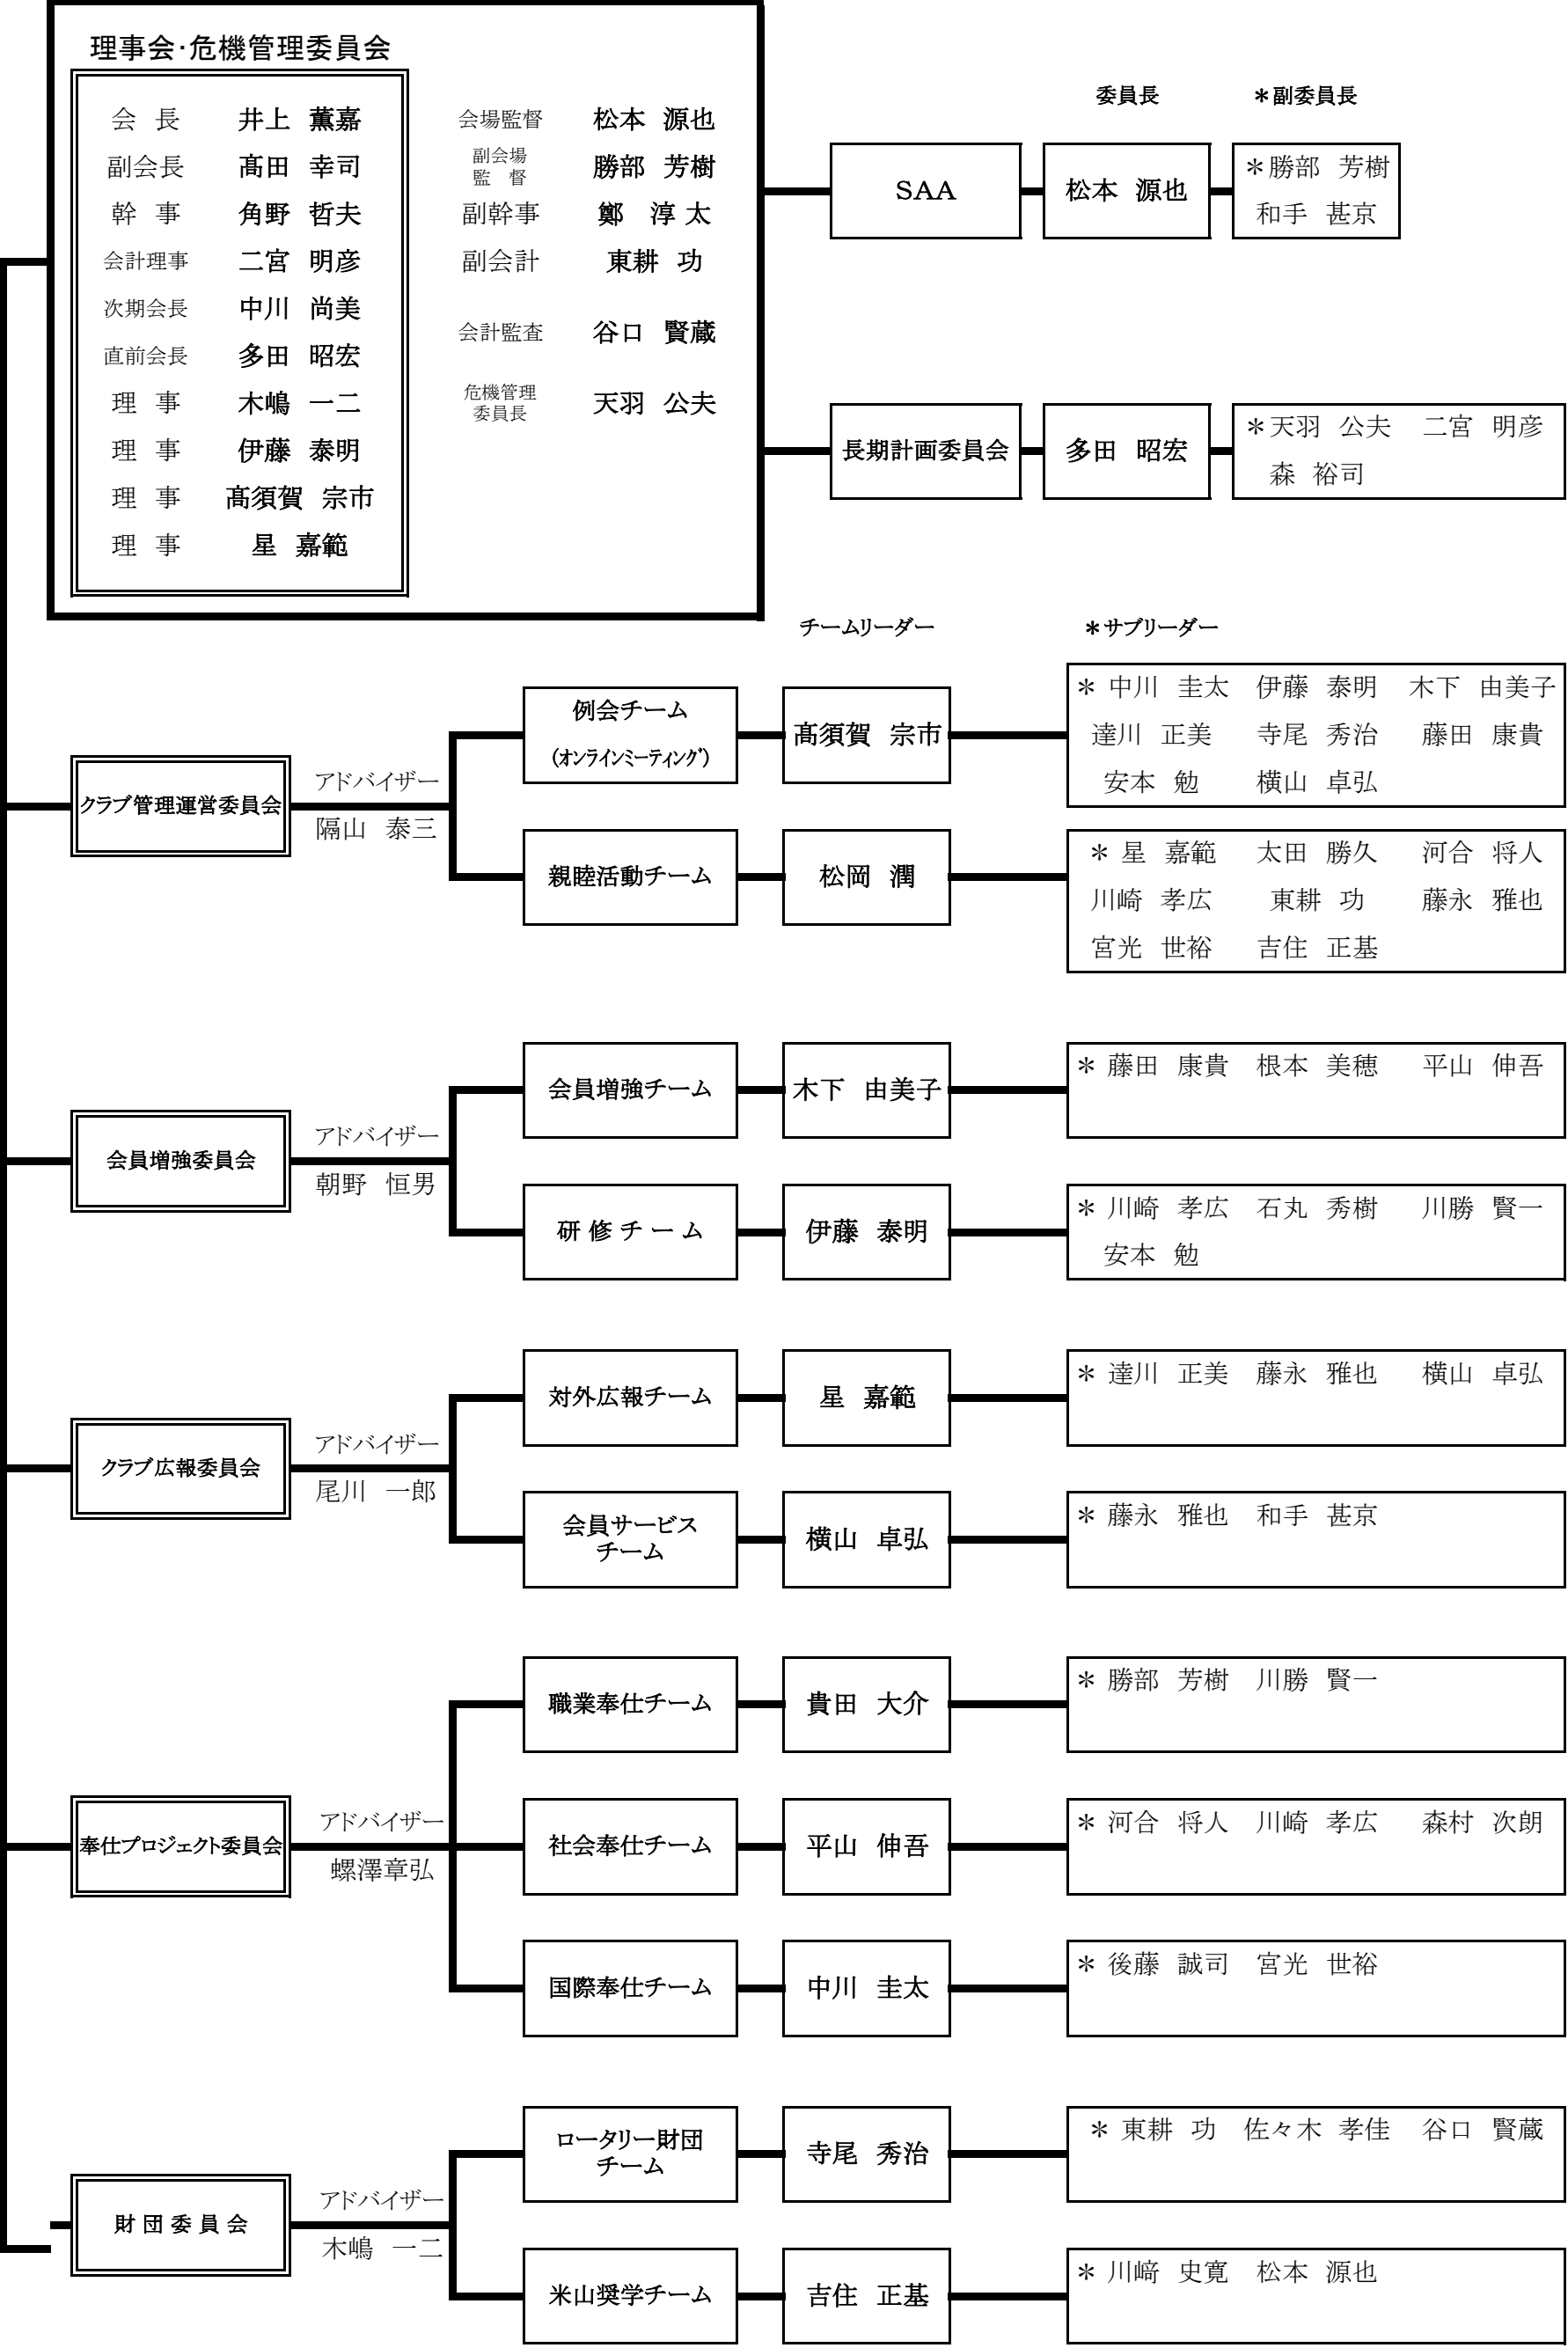 理事会・危機管理委員会
会 長 井上 薫嘉 会場監督 松本 源也
副会長 髙田 幸司 副会場監 督 勝部 芳樹
幹 事 角野 哲夫 副幹事 鄭 淳太
会計理事 二宮 明彦 副会計 東耕 功
次期会長 中川 尚美
会計監査 谷口 賢蔵
直前会長 多田 昭宏
理 事 木嶋 一二 危機管理委員長 天羽 公夫
理 事 伊藤 泰明
理 事 髙須賀 宗市
理 事 星 嘉範
委員長 *副委員長
SAA 松本 源也 *勝部 芳樹
和手 甚京
長期計画委員会 多田 昭宏 *天羽 公夫 二宮 明彦
森 裕司
チームリーダー *サブリーダー
クラブ管理運営委員会
アドバイザー
隔山 泰三
例会チーム
(オンラインミーティング)
髙須賀 宗市
* 中川 圭太 伊藤 泰明 木下 由美子
達川 正美 寺尾 秀治 藤田 康貴
安本 勉 横山 卓弘
親睦活動チーム
松岡 潤
* 星 嘉範 太田 勝久 河合 将人
川崎 孝広 東耕 功 藤永 雅也
宮光 世裕 吉住 正基
会員増強委員会
アドバイザー
朝野 恒男
会員増強チーム
木下 由美子
* 藤田 康貴 根本 美穂 平山 伸吾
研 修 チ ー ム
伊藤 泰明
* 川崎 孝広 石丸 秀樹 川勝 賢一
安本 勉
クラブ広報委員会
アドバイザー
尾川 一郎
対外広報チーム
星 嘉範
* 達川 正美 藤永 雅也 横山 卓弘
会員サービス
チーム
横山 卓弘
* 藤永 雅也 和手 甚京
奉仕プロジェクト委員会
アドバイザー
螺澤章弘
職業奉仕チーム
貴田 大介
* 勝部 芳樹 川勝 賢一
社会奉仕チーム
平山 伸吾
* 河合 将人 川崎 孝広 森村 次朗
国際奉仕チーム
中川 圭太
* 後藤 誠司 宮光 世裕
財 団 委 員 会
アドバイザー
木嶋 一二
ロータリー財団
チーム
寺尾 秀治
* 東耕 功 佐々木 孝佳 谷口 賢蔵
米山奨学チーム
吉住 正基
* 川﨑 史寛 松本 源也